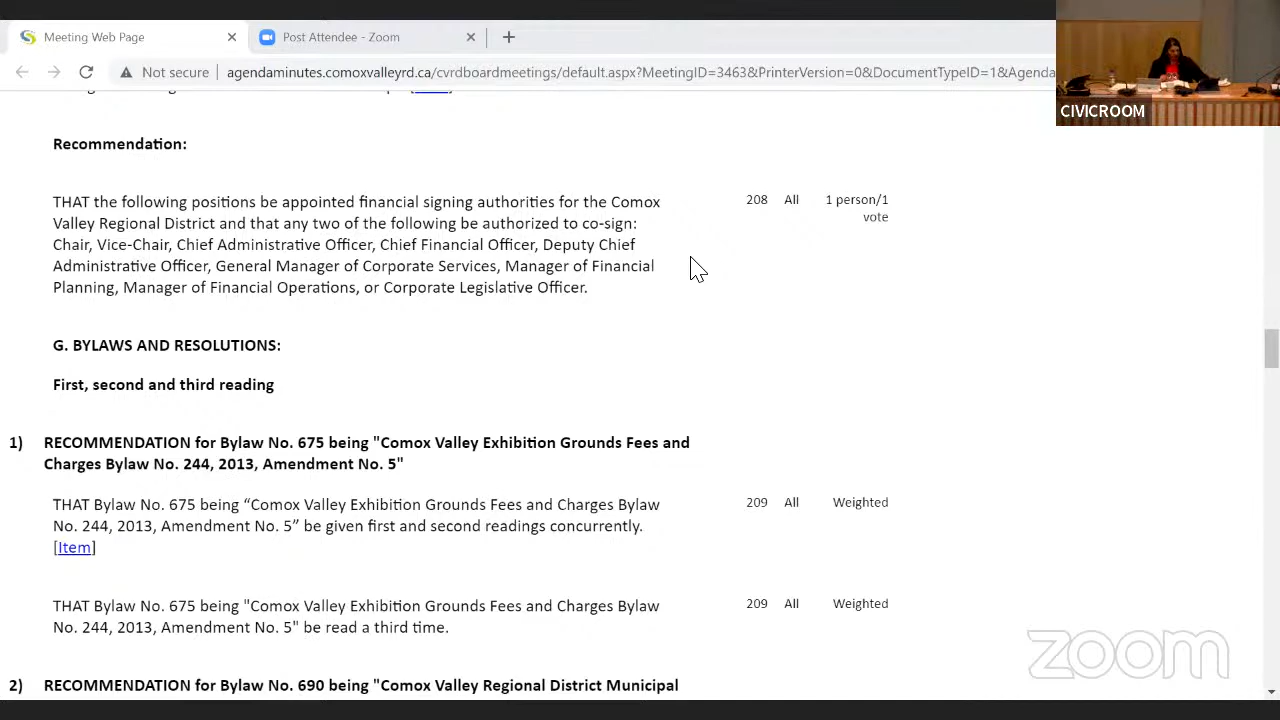 Meeting Web Page
Post Attendee - Zoom
Not secure
agendaminutes.comoxvalleyrd.ca/cvrdboardmeetings/default.aspx?MeetingID=3463&PrinterVersion=0&DocumentTypeID=1&Agenda
CIVICROOM
Recommendation:
THAT the following positions be appointed financial signing authorities for the Comox
Valley Regional District and that any two of the following be authorized to co-sign:
Chair, Vice-Chair, Chief Administrative Officer, Chief Financial Officer, Deputy Chief
Administrative Officer, General Manager of Corporate Services, Manager of Financial
Planning, Manager of Financial Operations, or Corporate Legislative Officer.
208 All 1 person/1
vote
G. BYLAWS AND RESOLUTIONS:
First, second and third reading
1) RECOMMENDATION for Bylaw No. 675 being "Comox Valley Exhibition Grounds Fees and
Charges Bylaw No. 244, 2013, Amendment No. 5"
THAT Bylaw No. 675 being “Comox Valley Exhibition Grounds Fees and Charges Bylaw
No. 244, 2013, Amendment No. 5” be given first and second readings concurrently.
[Item]
209 All Weighted
THAT Bylaw No. 675 being "Comox Valley Exhibition Grounds Fees and Charges Bylaw
No. 244, 2013, Amendment No. 5" be read a third time.
209 All Weighted
2) RECOMMENDATION for Bylaw No. 690 being "Comox Valley Regional District Municipal
zoom